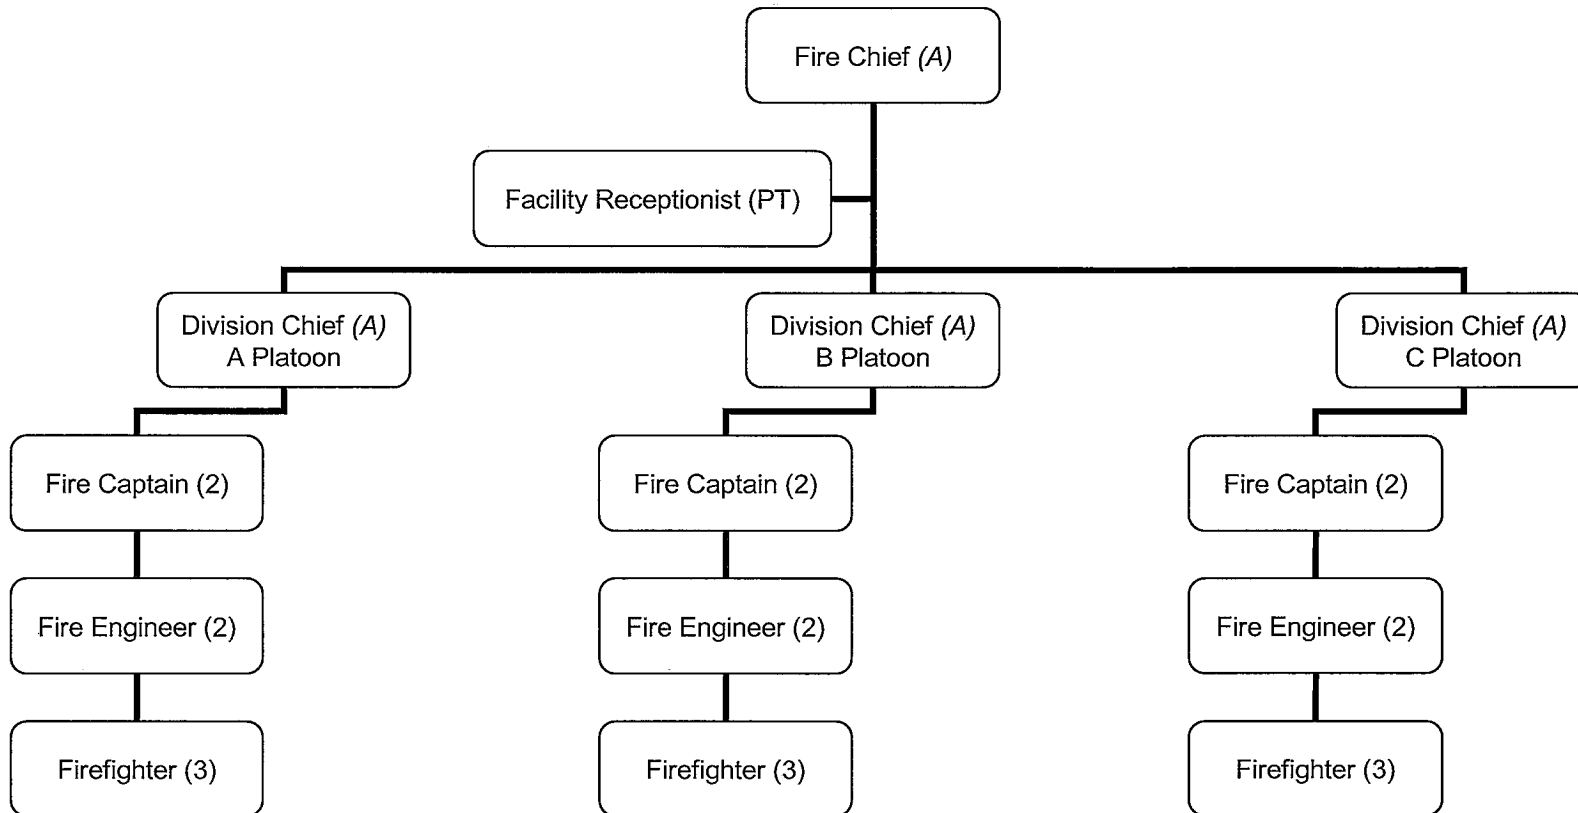 Fire Chief (A)
Facility Receptionist (PT)
Division Chief (A)
A Platoon
Division Chief (A)
B Platoon
Division Chief (A)
C Platoon
Fire Captain (2)
Fire Captain (2)
Fire Captain (2)
Fire Engineer (2)
Fire Engineer (2)
Fire Engineer (2)
Firefighter (3)
Firefighter (3)
Firefighter (3)